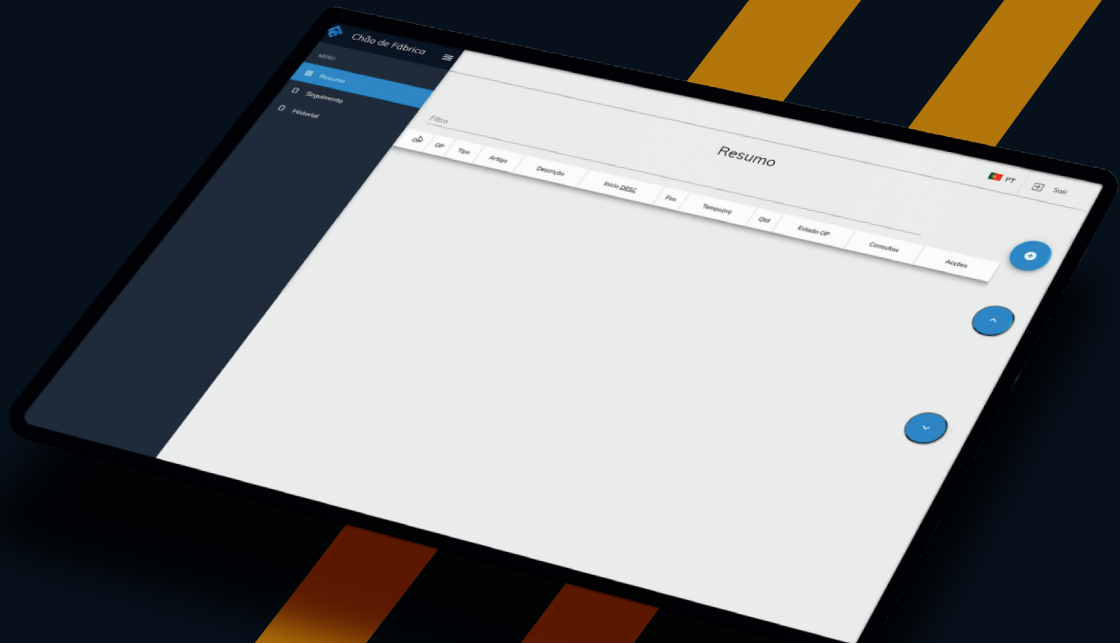 Chão de Fábrica
MENU
Resumo
Seguimento
Historial
Resumo
PT
Sair
Filtro
OP Tipo Artigo Descrição Início DESC Fim Tempo(m) Qtd Estado OP Consultas Acções